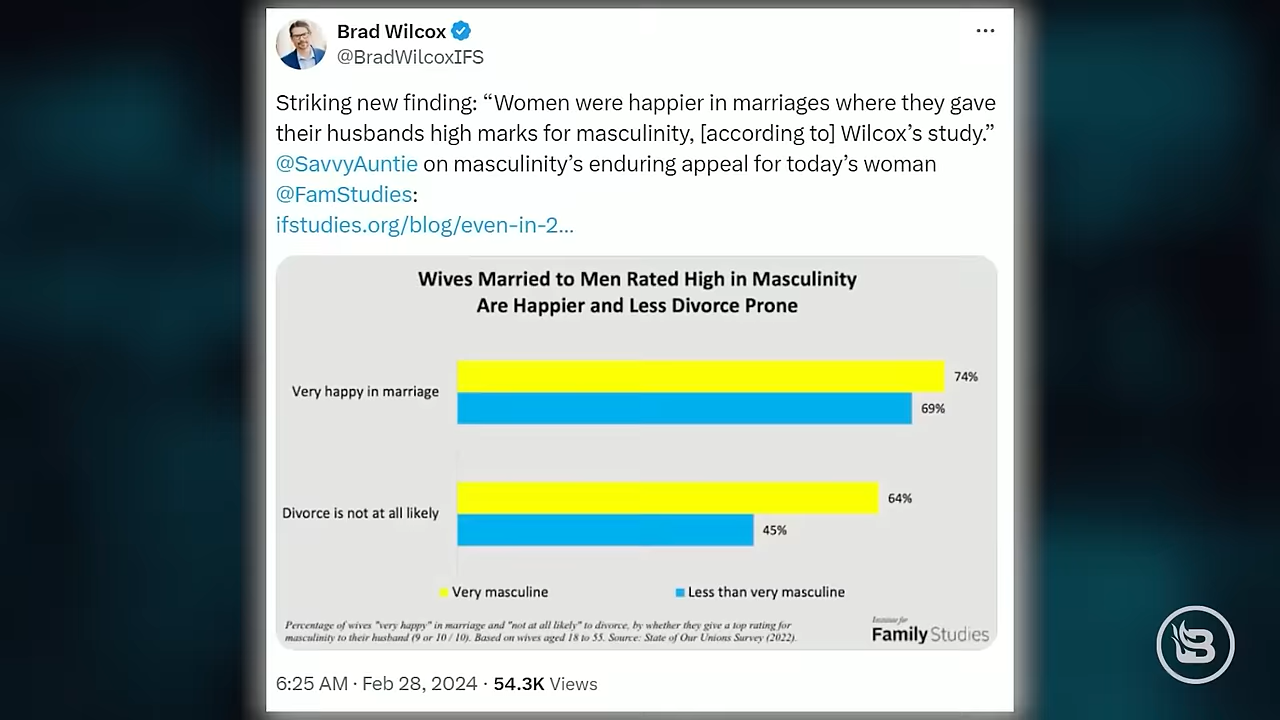 Brad Wilcox
@BradWilcoxIFS
Striking new finding: “Women were happier in marriages where they gave
their husbands high marks for masculinity, [according to] Wilcox’s study.”
@SavvyAuntie on masculinity’s enduring appeal for today’s woman
@FamStudies:
ifstudies.org/blog/even-in-2...
Wives Married to Men Rated High in Masculinity
Are Happier and Less Divorce Prone
Very happy in marriage
74%
69%
Divorce is not at all likely
64%
45%
Very masculine
Less than very masculine
Percentage of wives "very happy" in marriage and "not at all likely" to divorce, by whether they give a top rating for
masculinity to their husband (9 or 10 / 10). Based on wives aged 18 to 55. Source: State of Our Unions Survey (2022).
Institute for
Family Studies
6:25 AM · Feb 28, 2024 · 54.3K Views
B